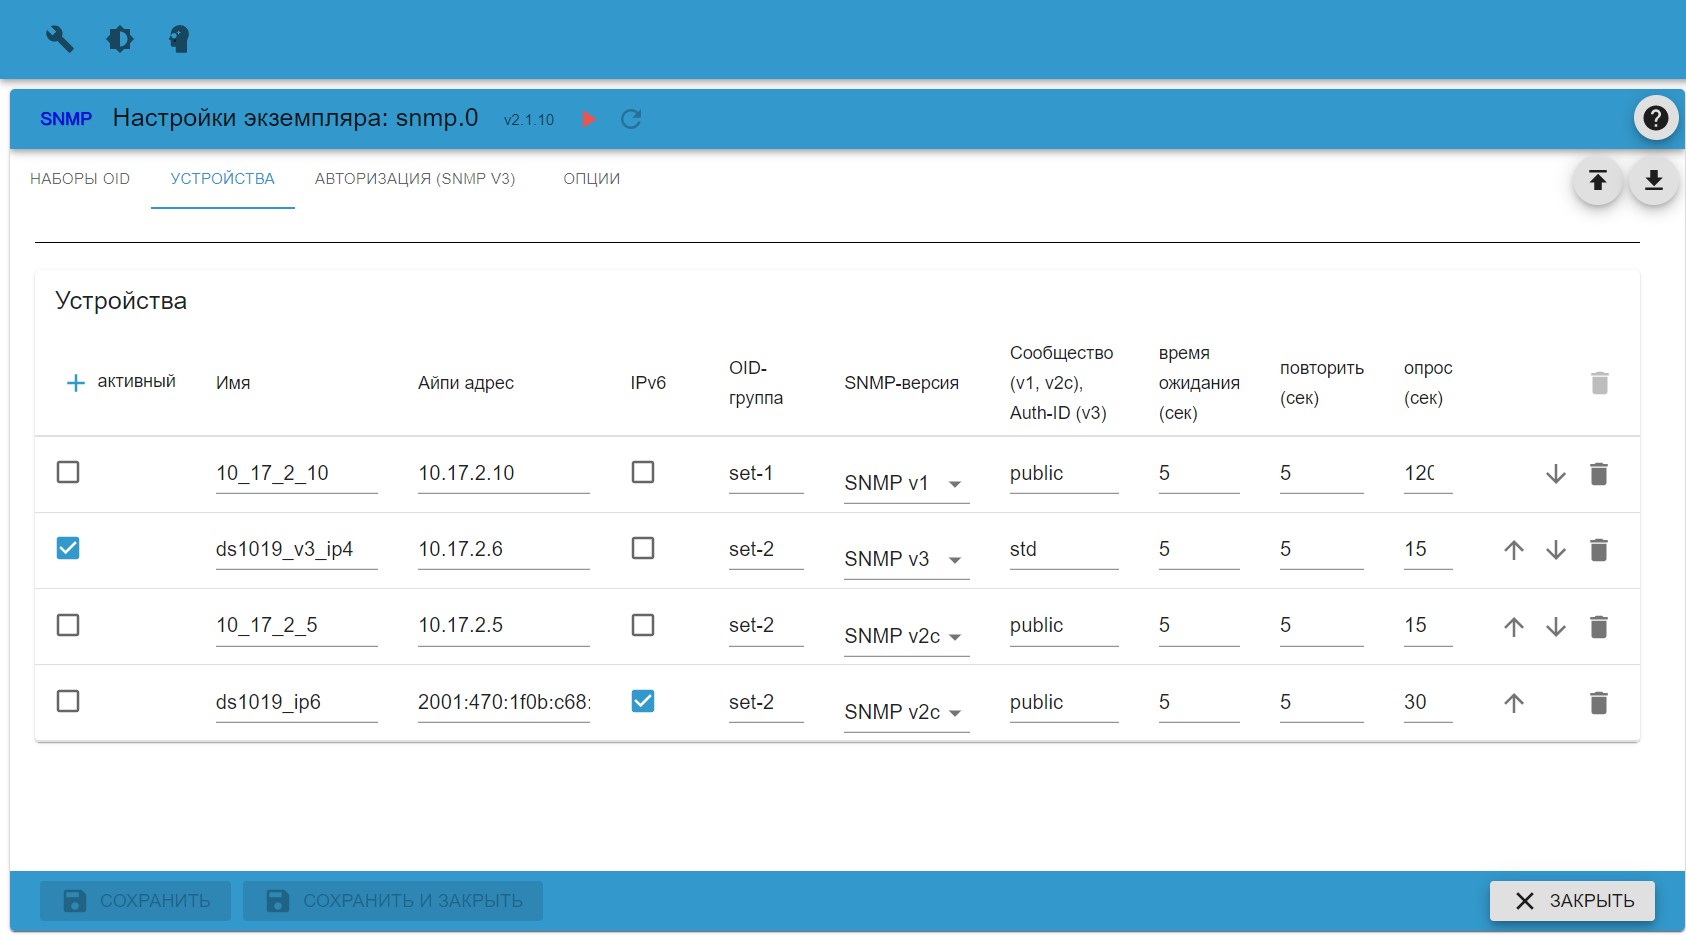 SNMP Настройки экземпляра: snmp.0 v2.1.10
НАБОРЫ OID УСТРОЙСТВА АВТОРИЗАЦИЯ (SNMP V3) ОПЦИИ
Устройства
активный Имя Айпи адрес IPv6 OID-группа SNMP-версия Сообщество (v1, v2c), Auth-ID (v3) время ожидания (сек) повторить (сек) опрос (сек)
10_17_2_10 10.17.2.10 set-1 SNMP v1 public 5 5 120
ds1019_v3_ip4 10.17.2.6 set-2 SNMP v3 std 5 5 15
10_17_2_5 10.17.2.5 set-2 SNMP v2c public 5 5 15
ds1019_ip6 2001:470:1f0b:c68: set-2 SNMP v2c public 5 5 30
СОХРАНИТЬ СОХРАНИТЬ И ЗАКРЫТЬ ЗАКРЫТЬ